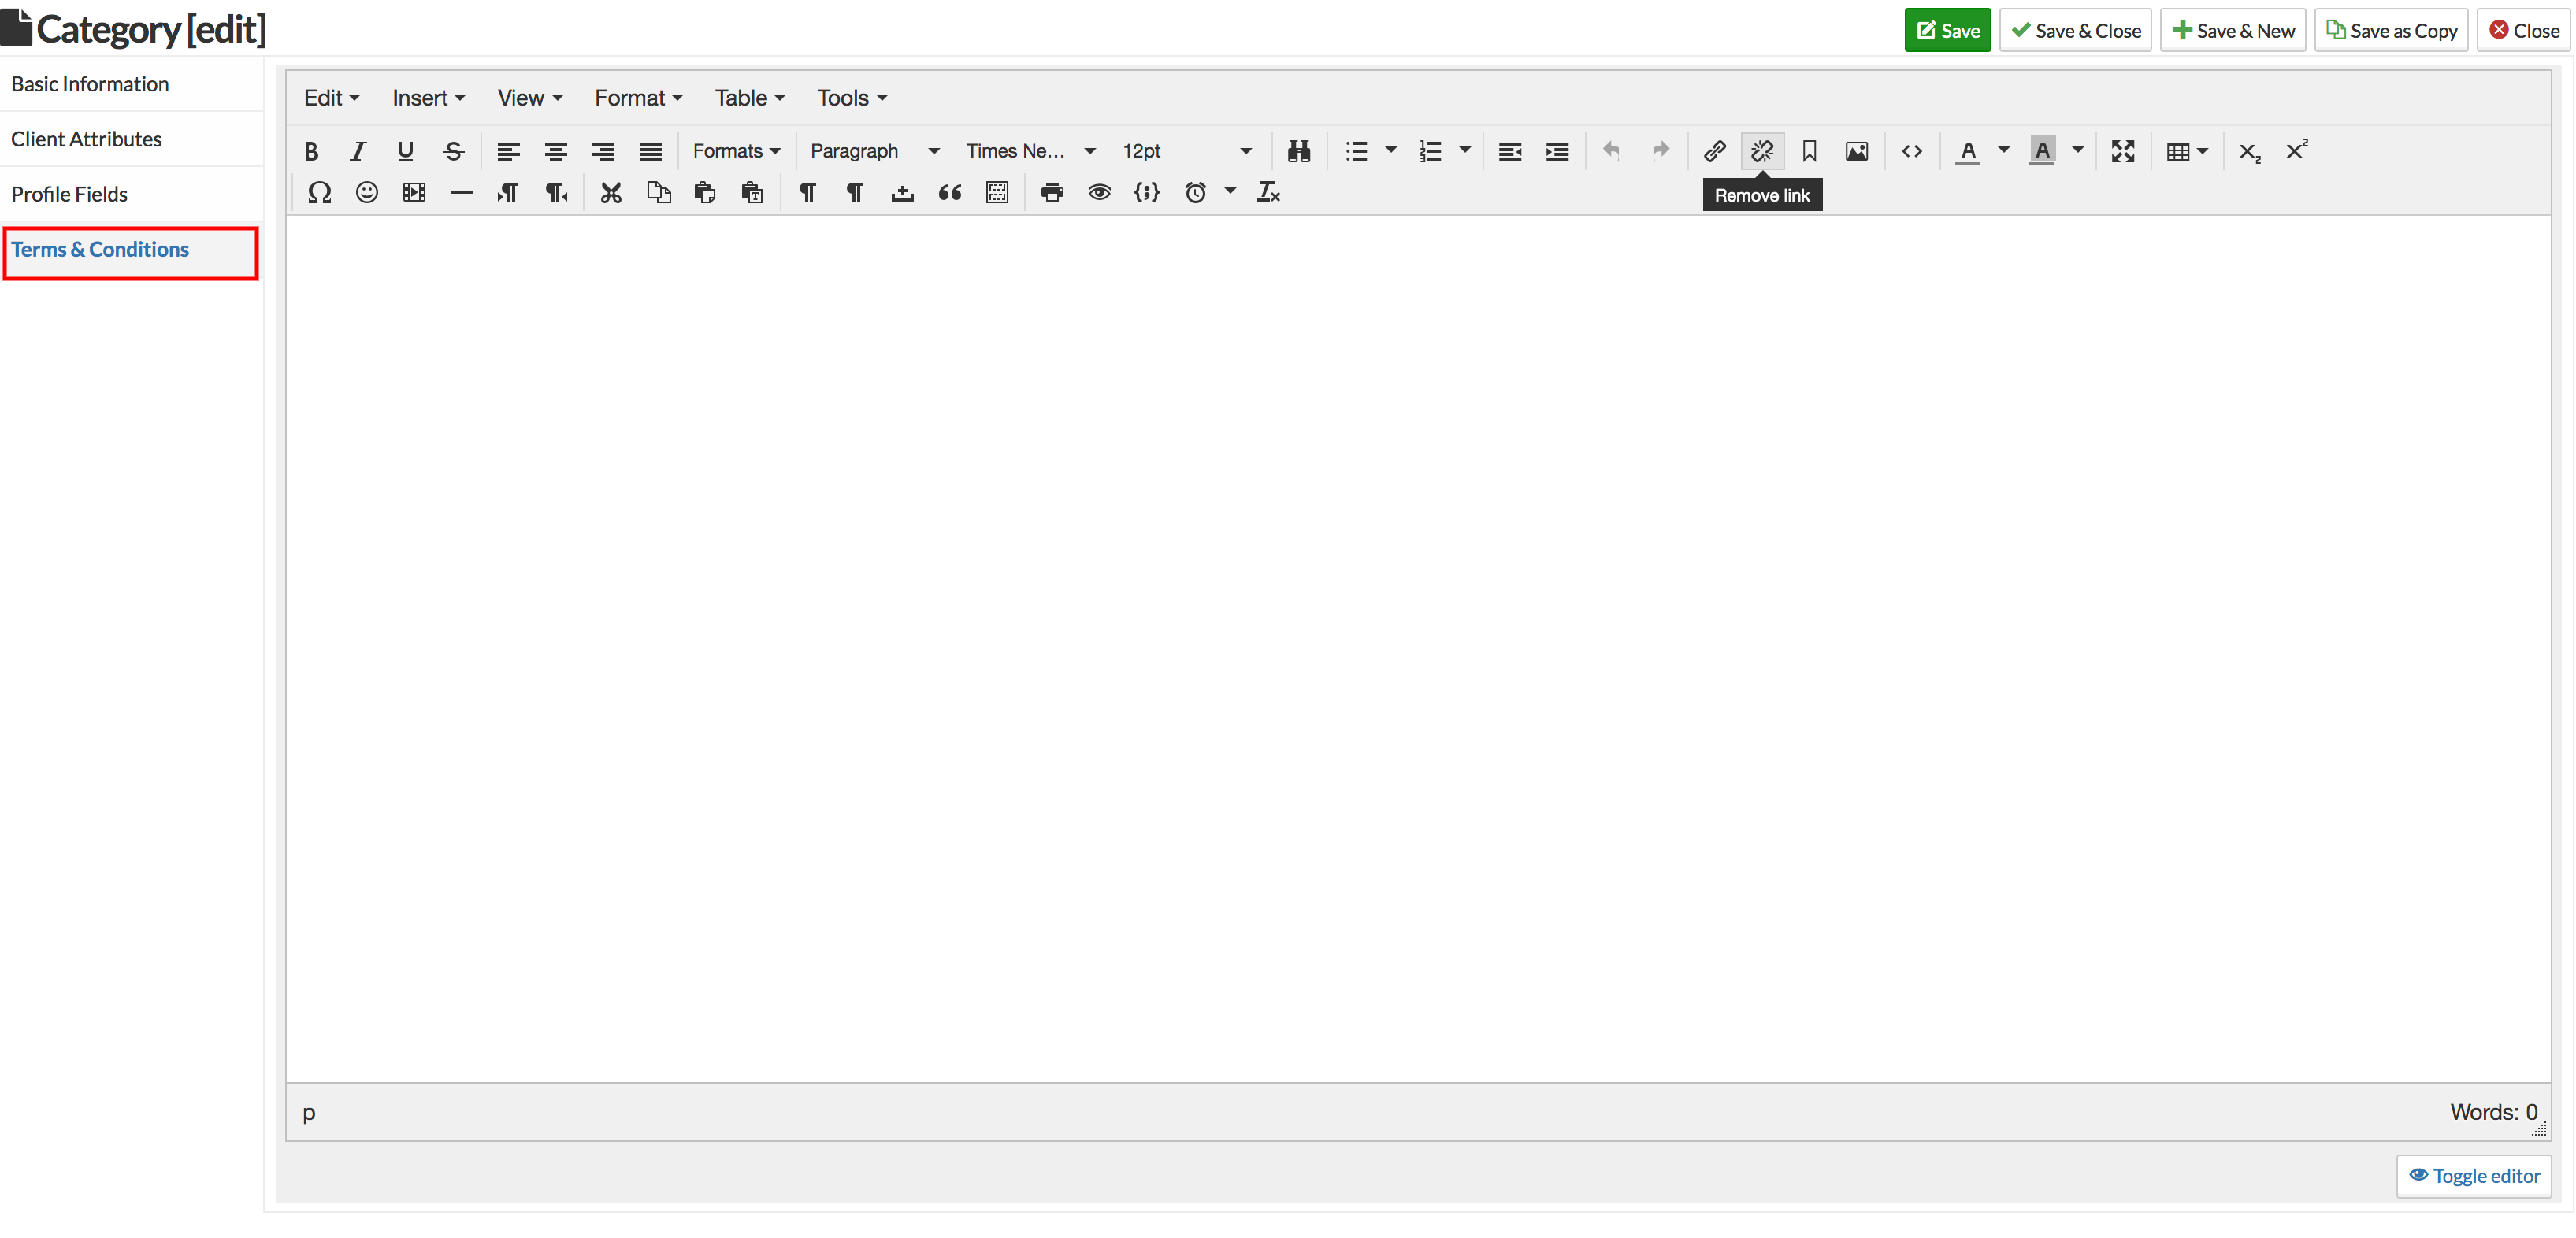 Category [edit]
Save
Save & Close
Save & New
Save as Copy
Close
Basic Information
Client Attributes
Profile Fields
Terms & Conditions
Edit Insert View Format Table Tools
Formats Paragraph Times Ne... 12pt
Remove link
p
Words: 0
Toggle editor